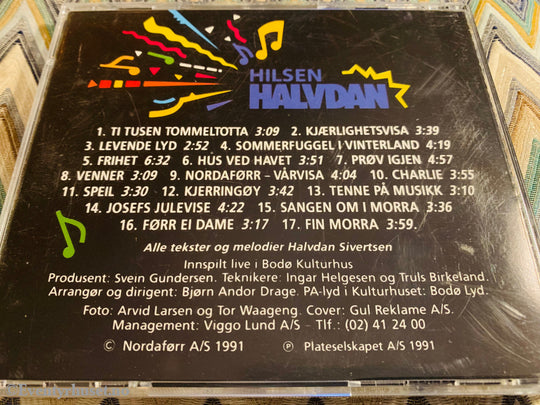 HILSEN
HALVDAN
1. TI TUSEN TOMMELTOTTA 3:09 2. KJÆRLIGHETSVISA 3:39
3. LEVENDE LYD 2:52 4. SOMMERFUGGEL I VINTERLAND 4:19
5. FRIHET 6:32 6. HUS VED HAVET 3:51 7. PRØV IGJEN 4:57
8. VENNER 3:09 9. NORDAFØRR – VÅRVISA 4:04 10. CHARLIE 3:55
11. SPEIL 3:30 12. KJERRINGØY 3:42 13. TENNE PÅ MUSIKK 3:10
14. JOSEFS JULEVISE 4:22 15. SANGEN OM I MORRA 3:36
16. FØRR EI DAME 3:17 17. FIN MORRA 3:59.
Alle tekster og melodier Halvdan Sivertsen
Innspilt live i Bodø Kulturhus
Produsent: Svein Gundersen. Teknikere: Ingar Helgesen og Truls Birkeland.
Arrangør og dirigent: Bjørn Andor Drage. PA-lyd i Kulturhuset: Bodø Lyd.
Foto: Arvid Larsen og Tor Waageng. Cover: Gul Reklame A/S.
Management: Viggo Lund A/S – Tlf.: (02) 41 24 00
© Nordaførr A/S 1991 ℗ Plateselskapet A/S 1991